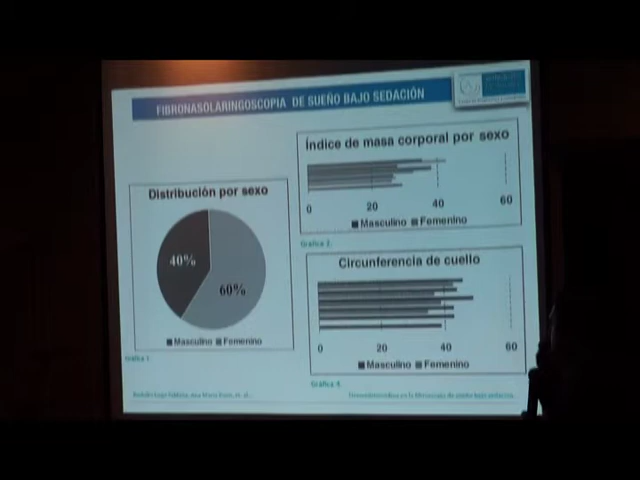 FIBRONASOLARINGOSCOPIA DE SUEÑO BAJO SEDACIÓN
Distribución por sexo
40%
60%
Masculino Femenino
Gráfica 1.
Índice de masa corporal por sexo
0 20 40 60
Masculino Femenino
Gráfica 2.
Circunferencia de cuello
0 20 40 60
Masculino Femenino
Gráfica 4.